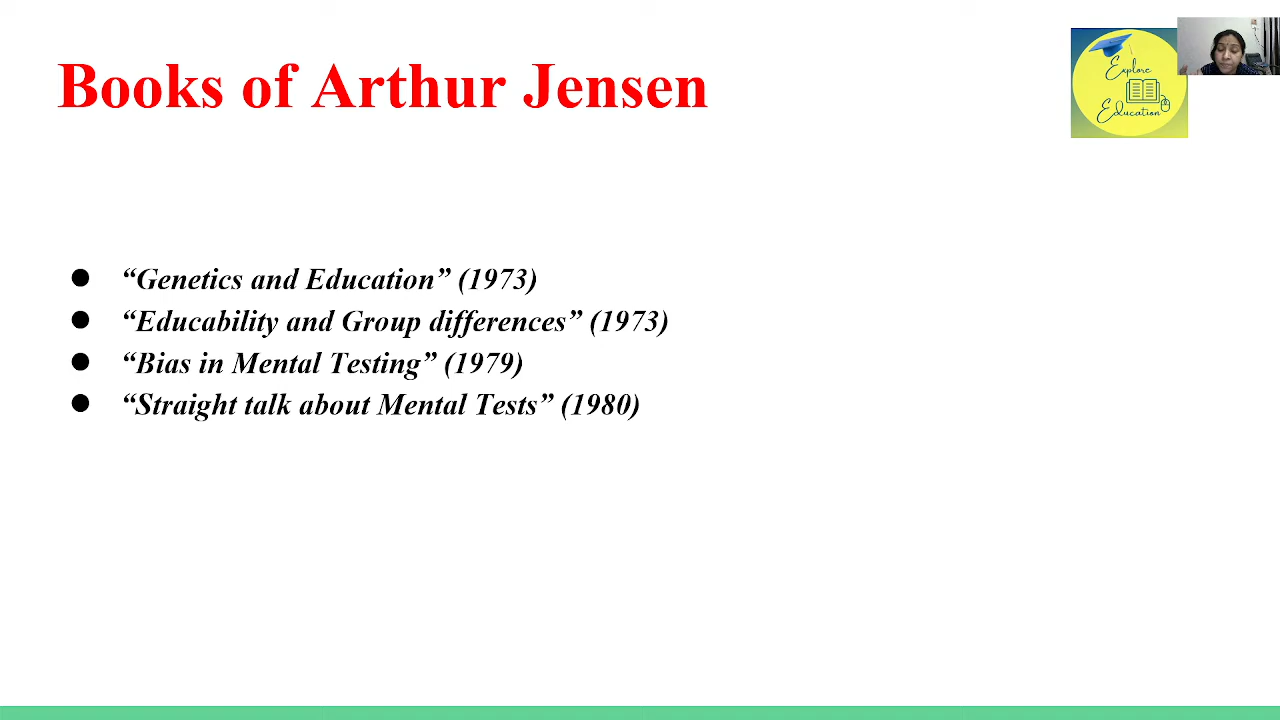 Books of Arthur Jensen
Explore
Education
● “Genetics and Education” (1973)
● “Educability and Group differences” (1973)
● “Bias in Mental Testing” (1979)
● “Straight talk about Mental Tests” (1980)